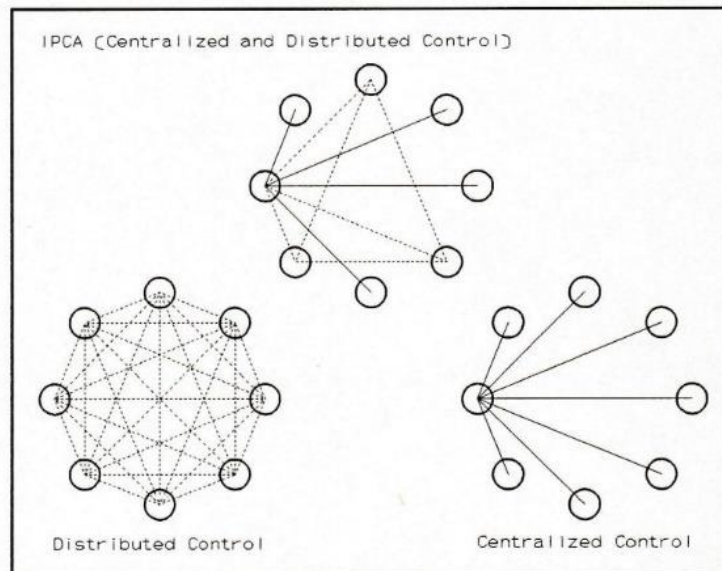 IPCA (Centralized and Distributed Control)
Distributed Control
Centralized Control